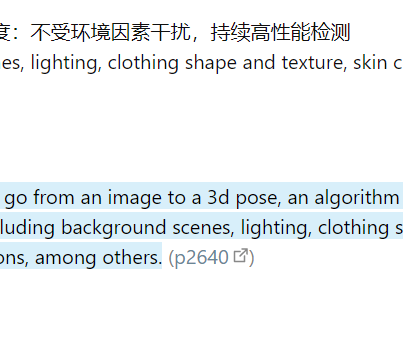 度：不受环境因素干扰，持续高性能检测
es, lighting, clothing shape and texture, skin c
go from an image to a 3d pose, an algorithm
luding background scenes, lighting, clothing s
ons, among others. (p2640)